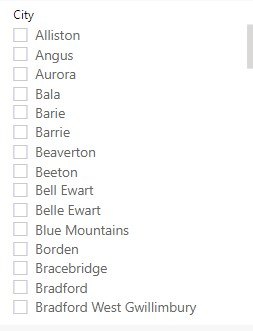 City
Alliston
Angus
Aurora
Bala
Barie
Barrie
Beaverton
Beeton
Bell Ewart
Belle Ewart
Blue Mountains
Borden
Bracebridge
Bradford
Bradford West Gwillimbury